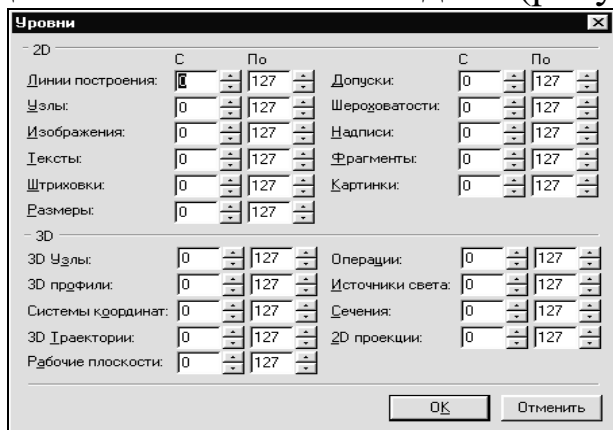 Уровни
2D
С По С По
Линии построения: 0 127 Допуски: 0 127
Узлы: 0 127 Шероховатости: 0 127
Изображения: 0 127 Надписи: 0 127
Тексты: 0 127 Фрагменты: 0 127
Штриховки: 0 127 Картинки: 0 127
Размеры: 0 127
3D
3D Узлы: 0 127 Операции: 0 127
3D профили: 0 127 Источники света: 0 127
Системы координат: 0 127 Сечения: 0 127
3D Траектории: 0 127 2D проекции: 0 127
Рабочие плоскости: 0 127
OK Отменить